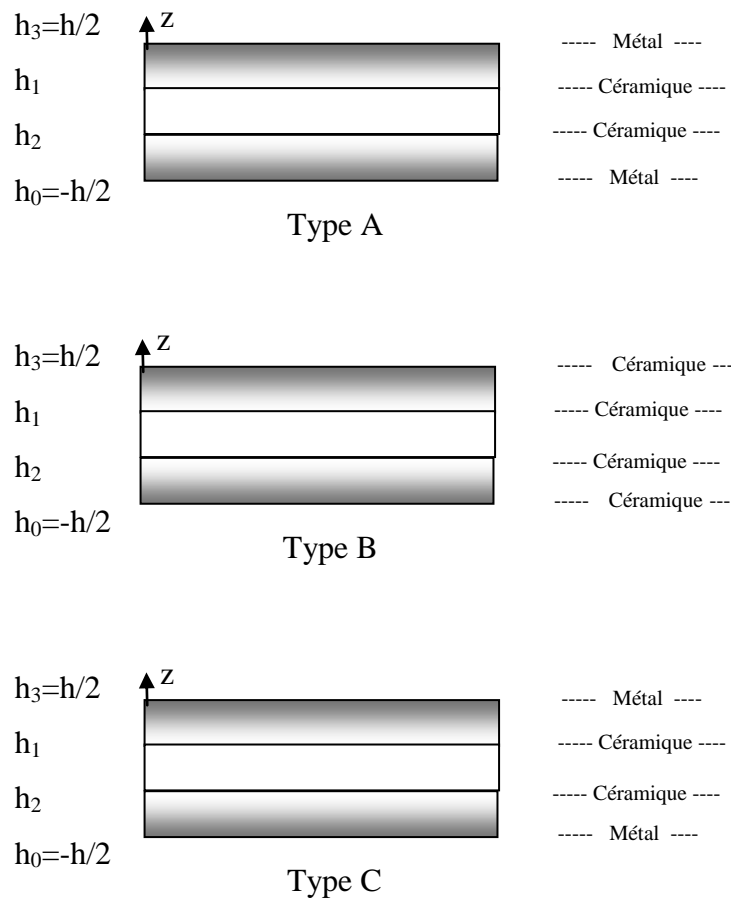 h₃=h/2 z ----- Métal ----
h₁ ----- Céramique ----
h₂ ----- Céramique ----
h₀=-h/2 ----- Métal ----
Type A
h₃=h/2 z ----- Céramique ---
h₁ ----- Céramique ----
h₂ ----- Céramique ----
h₀=-h/2 ----- Céramique ---
Type B
h₃=h/2 z ----- Métal ----
h₁ ----- Céramique ----
h₂ ----- Céramique ----
h₀=-h/2 ----- Métal ----
Type C